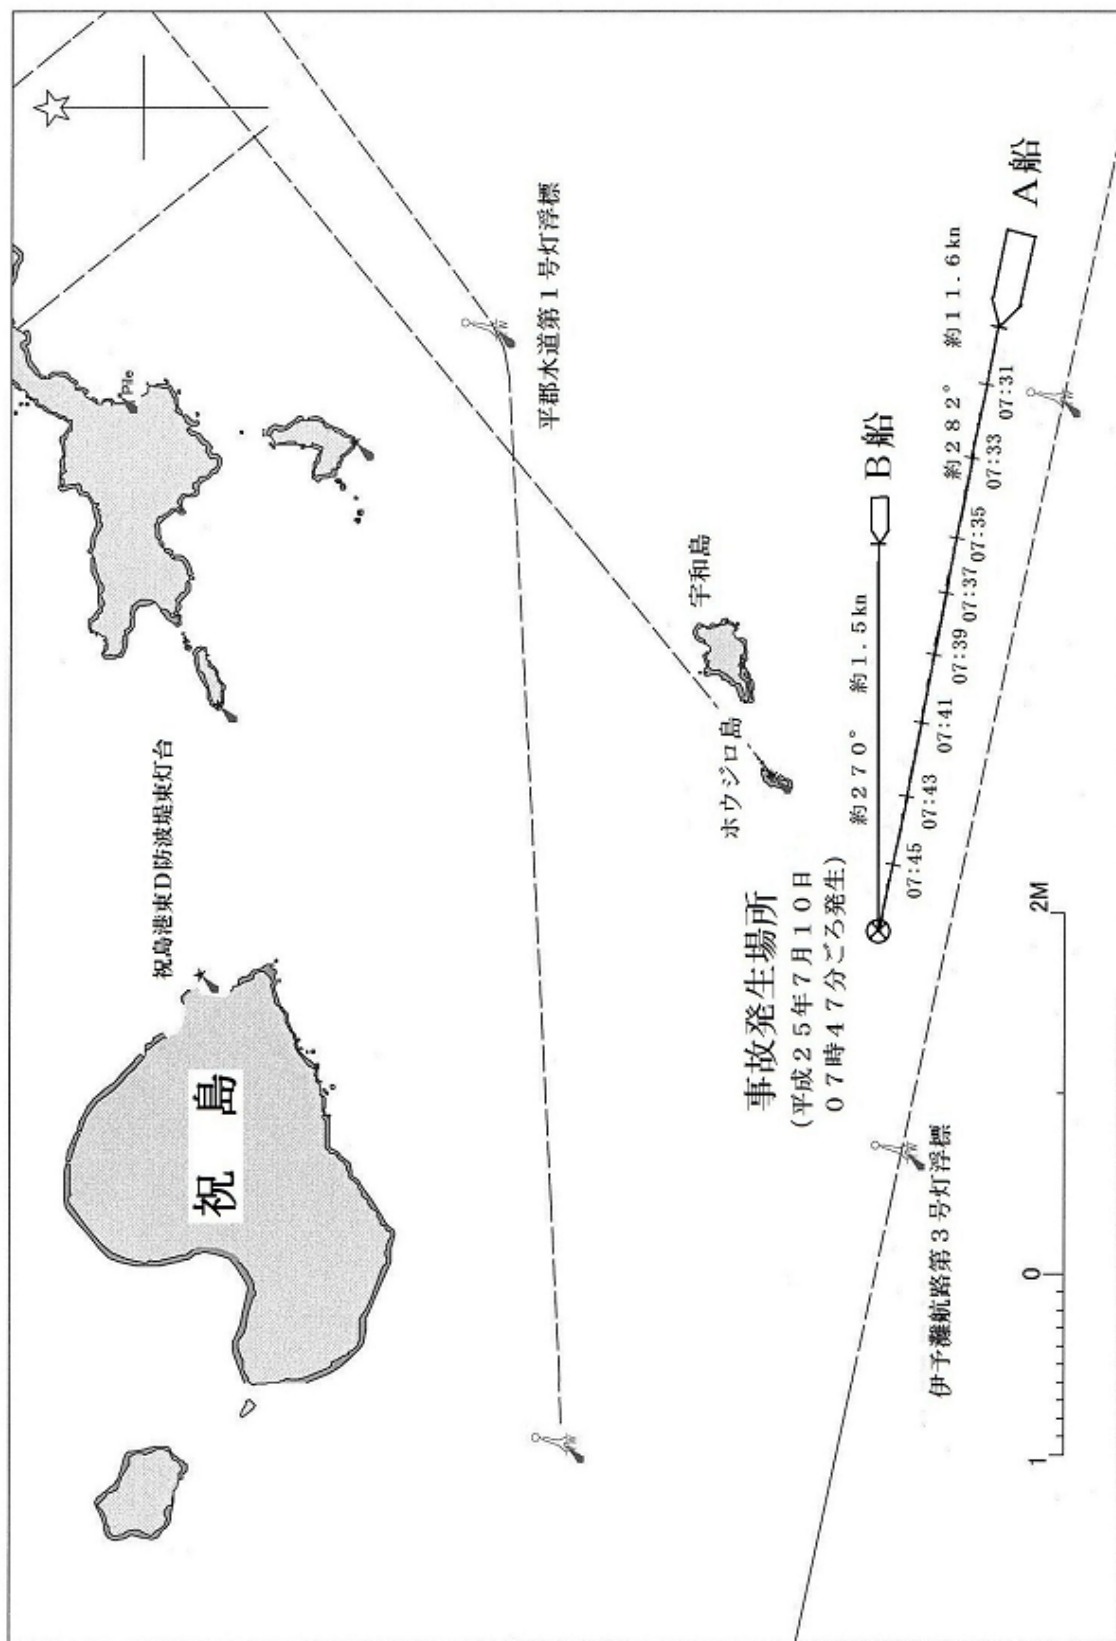 Pile
平郡水道第1号灯浮標
祝島港東D防波堤東灯台
祝島
宇和島
ホウジロ島
事故発生場所
(平成25年7月10日
07時47分ごろ発生)
B船
約270° 約1.5kn
A船
約282° 約11.6kn
07:31
07:33
07:35
07:37
07:39
07:41
07:43
07:45
伊予灘航路第3号灯浮標
1 0 2M